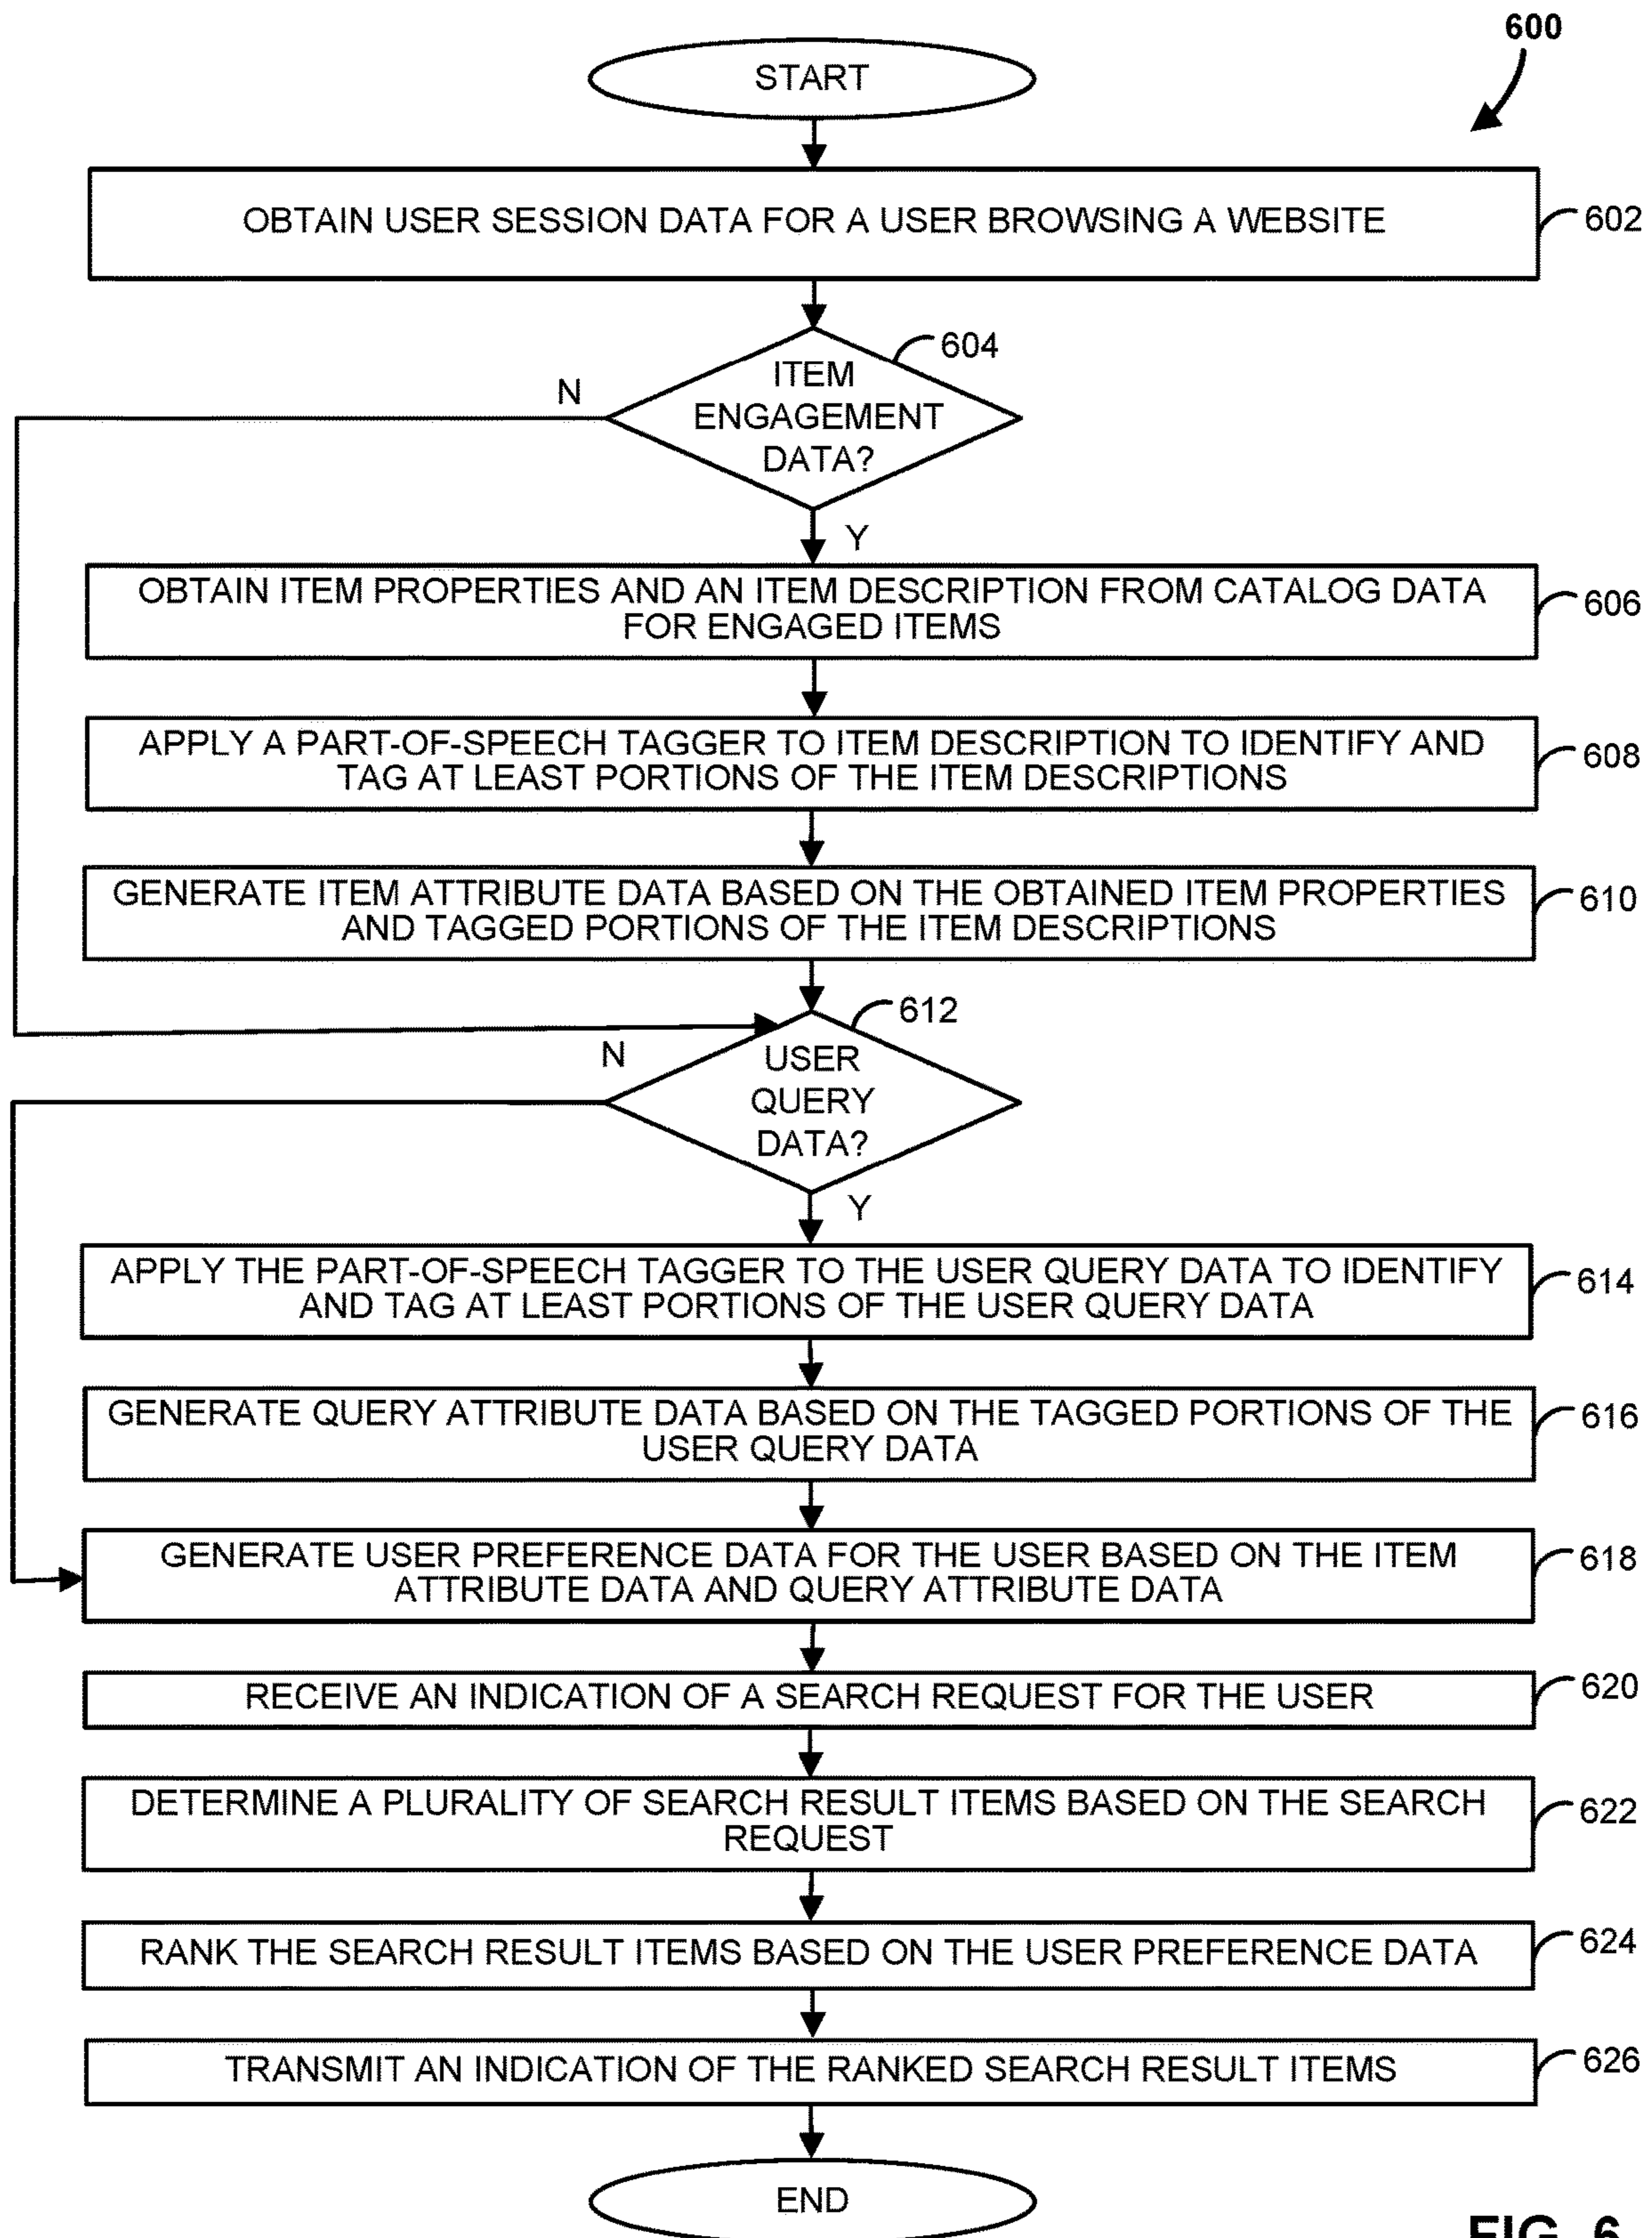 600
START
OBTAIN USER SESSION DATA FOR A USER BROWSING A WEBSITE
602
604
ITEM
ENGAGEMENT
DATA?
N
Y
OBTAIN ITEM PROPERTIES AND AN ITEM DESCRIPTION FROM CATALOG DATA
FOR ENGAGED ITEMS
606
APPLY A PART-OF-SPEECH TAGGER TO ITEM DESCRIPTION TO IDENTIFY AND
TAG AT LEAST PORTIONS OF THE ITEM DESCRIPTIONS
608
GENERATE ITEM ATTRIBUTE DATA BASED ON THE OBTAINED ITEM PROPERTIES
AND TAGGED PORTIONS OF THE ITEM DESCRIPTIONS
610
612
N
USER
QUERY
DATA?
Y
APPLY THE PART-OF-SPEECH TAGGER TO THE USER QUERY DATA TO IDENTIFY
AND TAG AT LEAST PORTIONS OF THE USER QUERY DATA
614
GENERATE QUERY ATTRIBUTE DATA BASED ON THE TAGGED PORTIONS OF THE
USER QUERY DATA
616
GENERATE USER PREFERENCE DATA FOR THE USER BASED ON THE ITEM
ATTRIBUTE DATA AND QUERY ATTRIBUTE DATA
618
RECEIVE AN INDICATION OF A SEARCH REQUEST FOR THE USER
620
DETERMINE A PLURALITY OF SEARCH RESULT ITEMS BASED ON THE SEARCH
REQUEST
622
RANK THE SEARCH RESULT ITEMS BASED ON THE USER PREFERENCE DATA
624
TRANSMIT AN INDICATION OF THE RANKED SEARCH RESULT ITEMS
626
END
FIG. 6